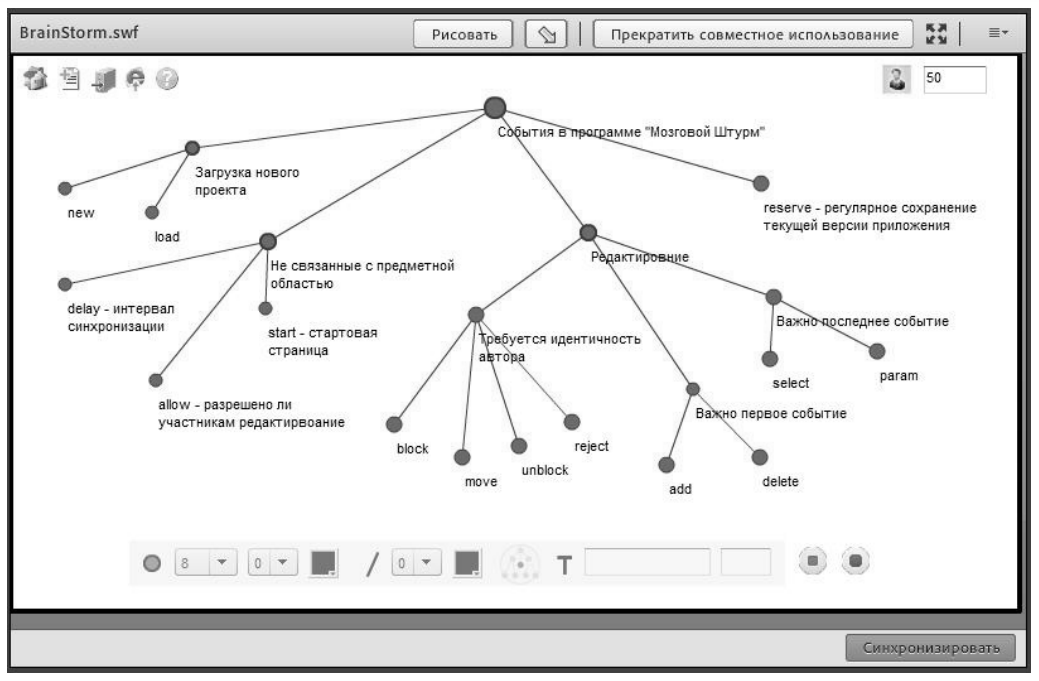 BrainStorm.swf
Рисовать
Прекратить совместное использование
50
События в программе "Мозговой Штурм"
Загрузка нового
проекта
new
load
reserve - регулярное сохранение
текущей версии приложения
Не связанные с предметной
областью
Редактировние
delay - интервал
синхронизации
start - стартовая
страница
Требуется идентичность
автора
Важно последнее событие
select
param
allow - разрешено ли
участникам редактирвоание
Важно первое событие
block
move
unblock
reject
add
delete
8
0
0
T
Синхронизировать